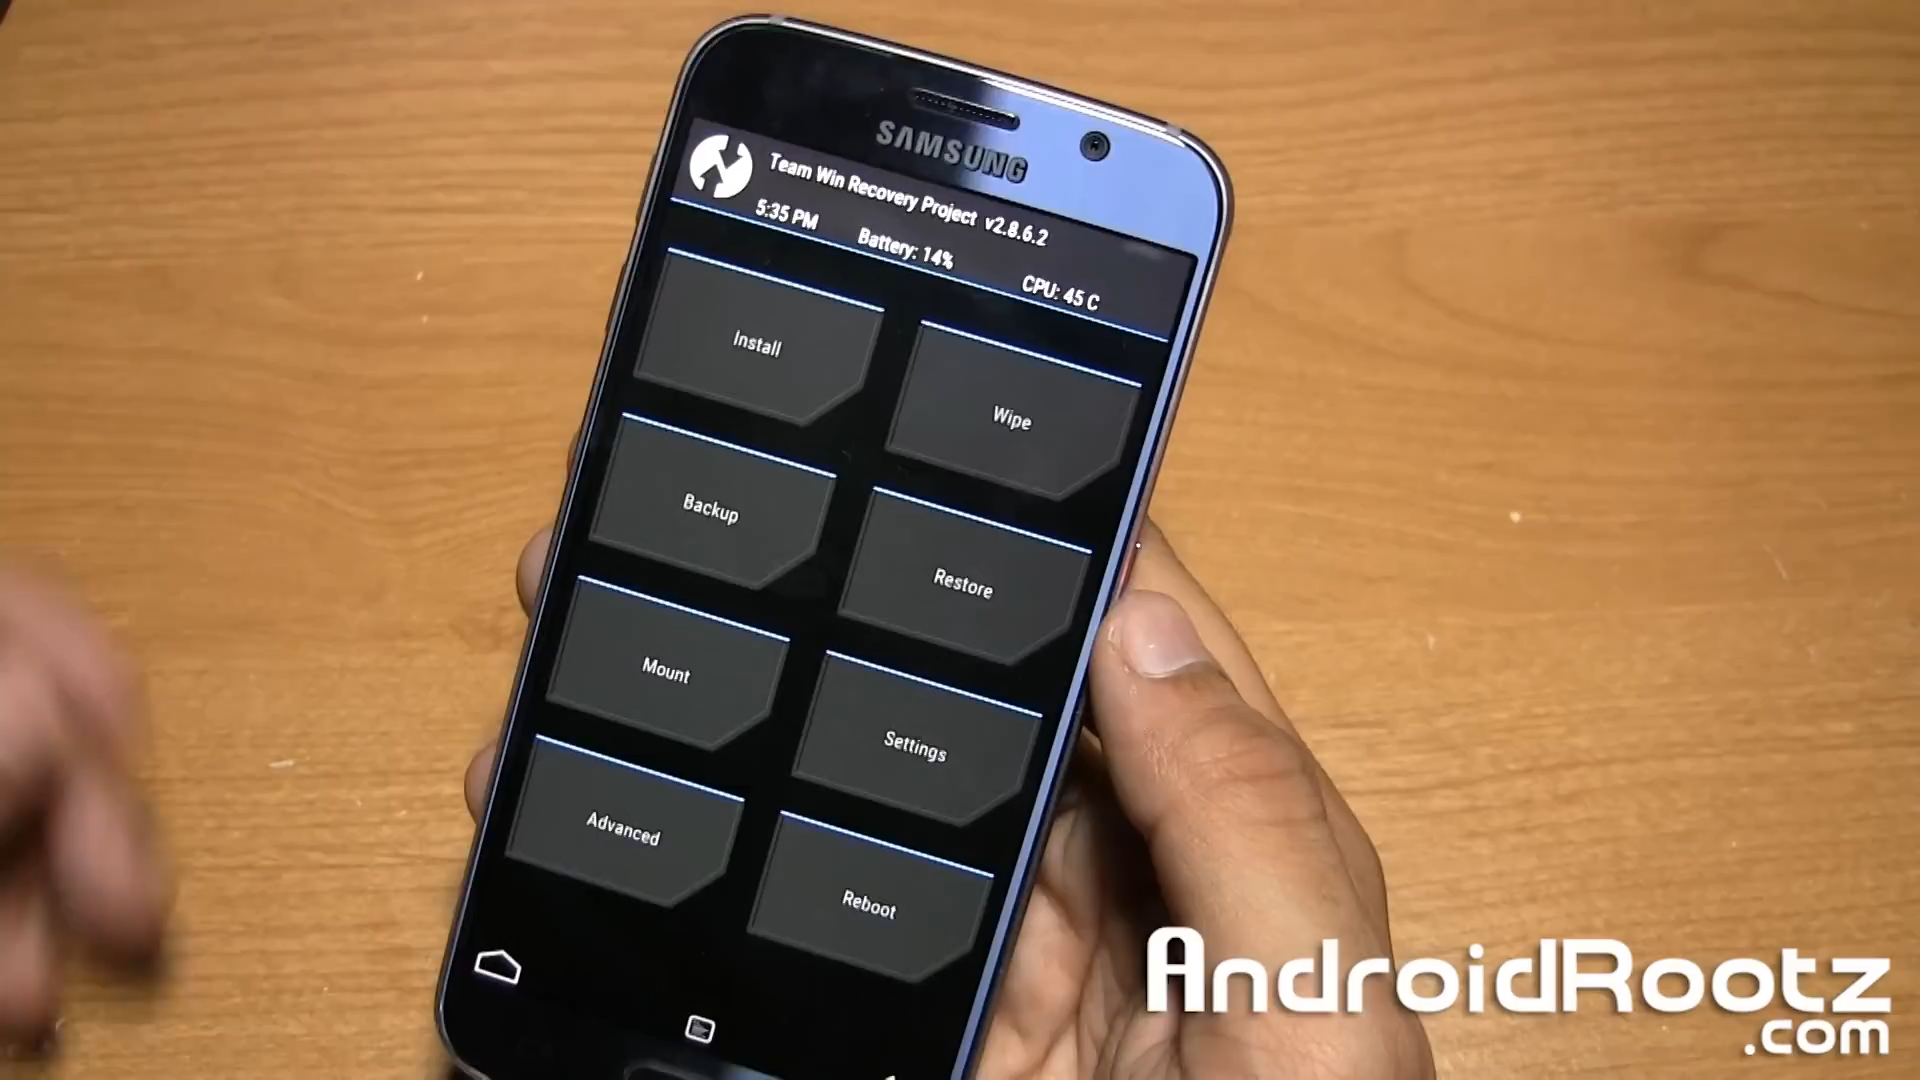 SAMSUNG
Team Win Recovery Project v2.8.6.2
5:35 PM
Battery: 14%
CPU: 45 C
Install
Wipe
Backup
Restore
Mount
Settings
Advanced
Reboot
AndroidRootz
.com